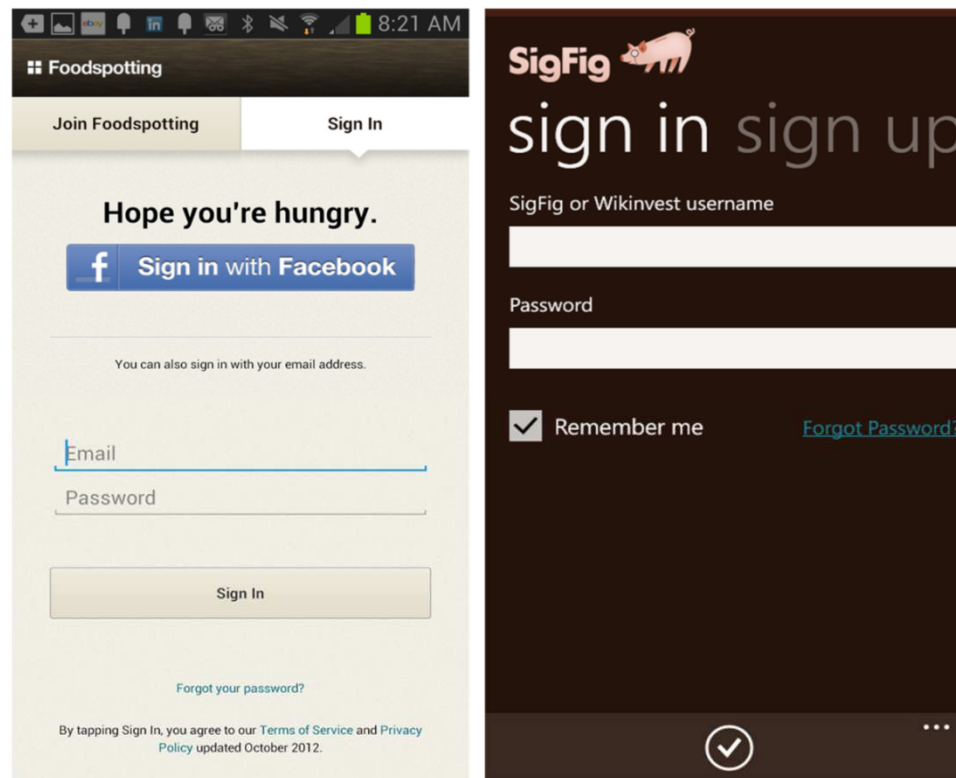 8:21 AM
Foodspotting
Join Foodspotting
Sign In
Hope you're hungry.
f Sign in with Facebook
You can also sign in with your email address.
Email
Password
Sign In
Forgot your password?
By tapping Sign In, you agree to our Terms of Service and Privacy
Policy updated October 2012.
SigFig
sign in sign up
SigFig or Wikinvest username
Password
Remember me
Forgot Password?